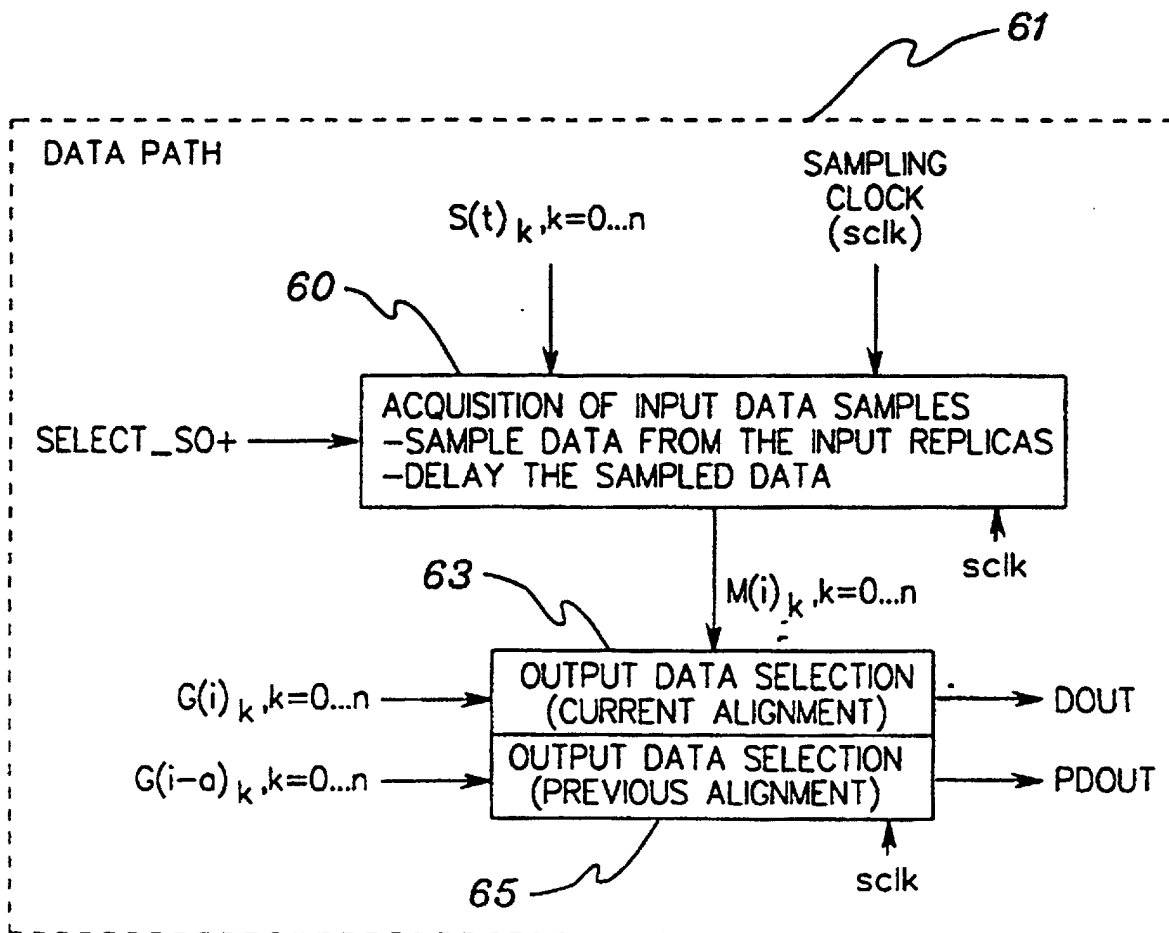 61
DATA PATH
SAMPLING
CLOCK
(sclk)
S(t)k,k=0...n
60
ACQUISITION OF INPUT DATA SAMPLES
-SAMPLE DATA FROM THE INPUT REPLICAS
-DELAY THE SAMPLED DATA
SELECT_SO+
sclk
63
M(i)k,k=0...n
OUTPUT DATA SELECTION
(CURRENT ALIGNMENT)
G(i)k,k=0...n
DOUT
OUTPUT DATA SELECTION
(PREVIOUS ALIGNMENT)
G(i-a)k,k=0...n
PDOUT
65
sclk